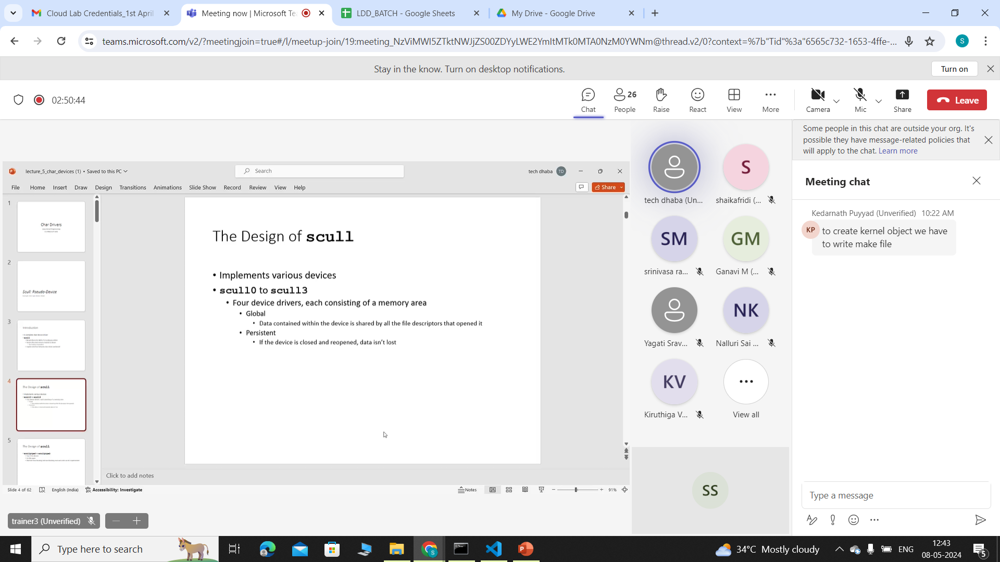 Cloud Lab Credentials_1st April
Meeting now | Microsoft Te
LDD_BATCH - Google Sheets
My Drive - Google Drive
teams.microsoft.com/v2/?meetingjoin=true#/l/meetup-join/19:meeting_NzViMWI5ZTktNWJjZS00ZDYyLWE2YmItMTk0MTA0NzM0YWNm@thread.v2/0?context=%7b"Tid"%3a"6565c732-1653-4ffe-...
S
Stay in the know. Turn on desktop notifications.
Turn on
02:50:44
Chat
26
People
Raise
React
View
More
Camera
Mic
Share
Leave
lecture_5_char_devices (1) • Saved to this PC
Search
tech dhaba TD
File Home Insert Draw Design Transitions Animations Slide Show Record Review View Help
Share
1
Char Drivers
2
Scull: Pseudo-Device
3
Introduction
scull
4
The Design of scull
5
The Design of scull
The Design of scull
• Implements various devices
• scull0 to scull3
• Four device drivers, each consisting of a memory area
• Global
• Data contained within the device is shared by all the file descriptors that opened it
• Persistent
• If the device is closed and reopened, data isn't lost
Click to add notes
Slide 4 of 62 English (India) Accessibility: Investigate
Notes
91%
trainer3 (Unverified)
tech dhaba (Un...
S
shaikafridi (...
SM
srinivasa ra...
GM
Ganavi M (...
Yagati Srav...
NK
Nalluri Sai ...
KV
Kiruthiga V...
View all
SS
Some people in this chat are outside your org. It's
possible they have message-related policies that
will apply to the chat. Learn more
Meeting chat
Kedarnath Puyyad (Unverified) 10:22 AM
KP
to create kernel object we have
to write make file
Type a message
Type here to search
34°C Mostly cloudy
ENG
12:43
08-05-2024
5